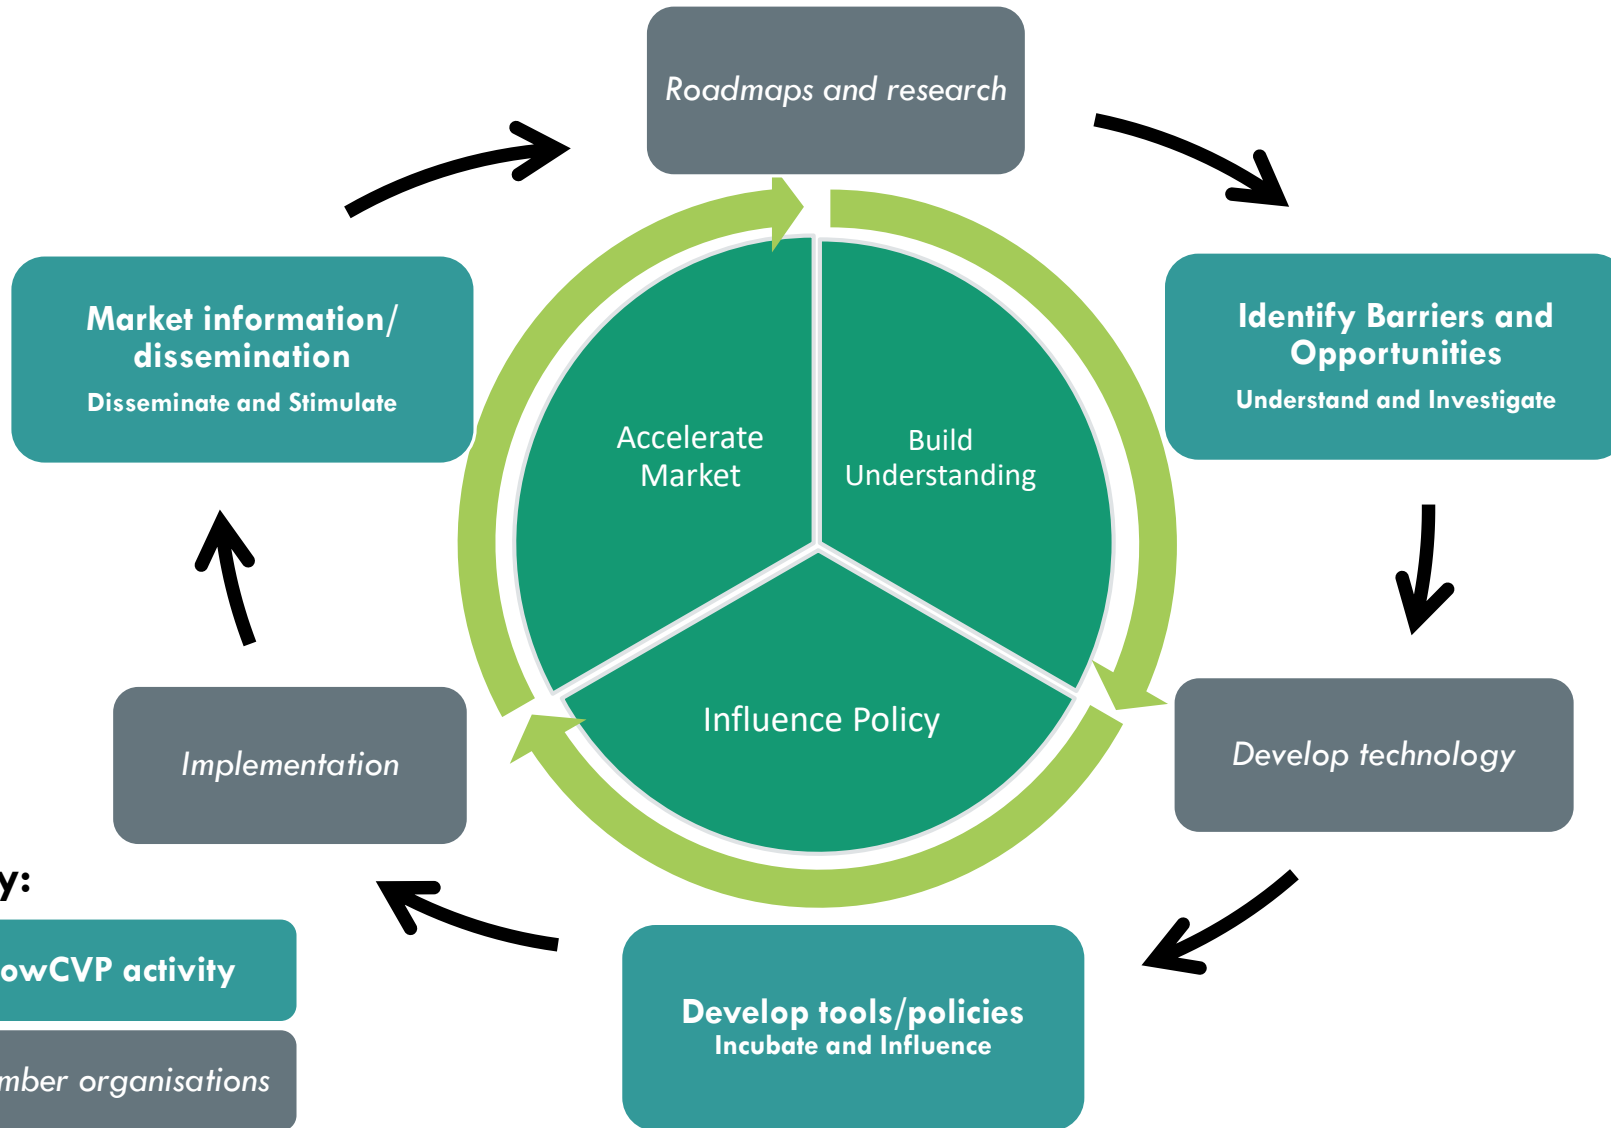 Roadmaps and research
Market information/
dissemination
Disseminate and Stimulate
Identify Barriers and
Opportunities
Understand and Investigate
Accelerate
Market
Build
Understanding
Influence Policy
Implementation
Develop technology
Develop tools/policies
Incubate and Influence
y:
owCVP activity
mber organisations